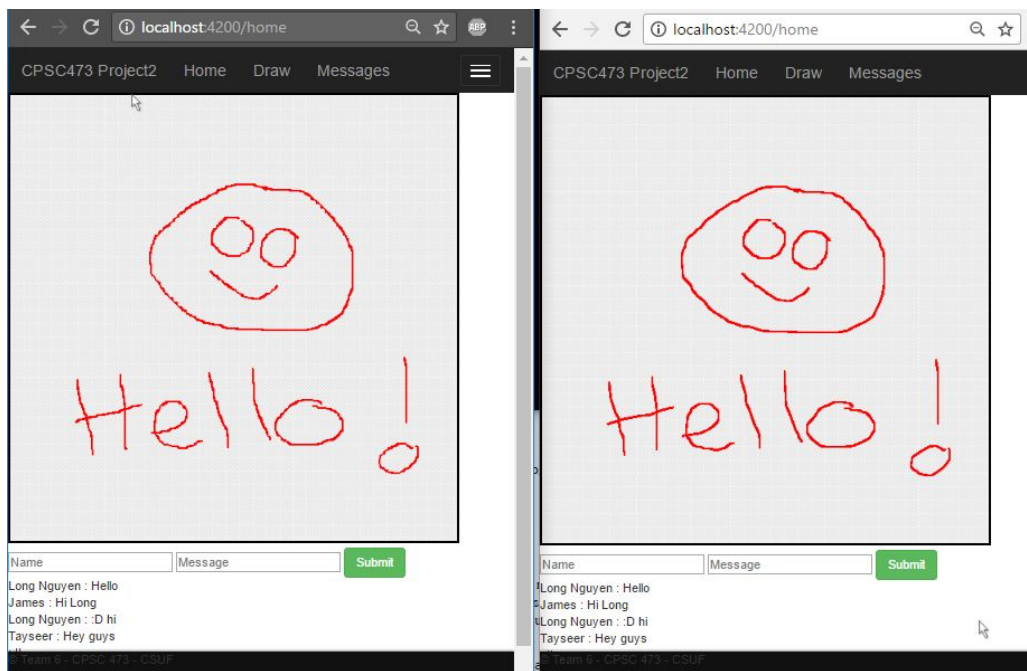 localhost:4200/home
ABP
CPSC473 Project2 Home Draw Messages
Hello!
Name Message Submit
Long Nguyen : Hello
James : Hi Long
Long Nguyen : :D hi
Tayseer : Hey guys
© Team 6 - CPSC 473 - CSUF
localhost:4200/home
CPSC473 Project2 Home Draw Messages
Hello!
Name Message Submit
Long Nguyen : Hello
James : Hi Long
Long Nguyen : :D hi
Tayseer : Hey guys
© Team 6 - CPSC 473 - CSUF